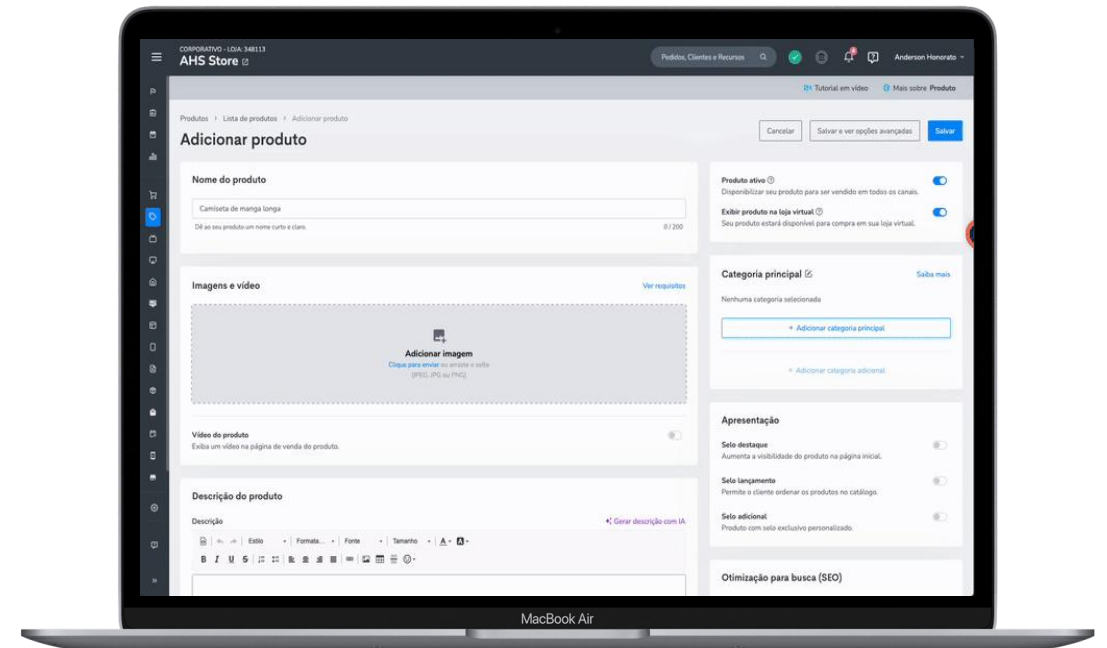 CORPORATIVO - LOJA: 348113
AHS Store
Pedidos, Clientes e Recursos
4
Anderson Honorato
Tutorial em vídeo
Mais sobre Produto
Produtos > Lista de produtos > Adicionar produto
Adicionar produto
Cancelar
Salvar e ver opções avançadas
Salvar
Nome do produto
Camiseta de manga longa
Dê ao seu produto um nome curto e claro.
0 / 200
Imagens e vídeo
Ver requisitos
Adicionar imagem
Clique para enviar ou arraste e solte
(JPEG, JPG ou PNG)
Vídeo do produto
Exiba um vídeo na página de venda do produto.
Descrição do produto
Descrição
Gerar descrição com IA
Estilo
Formata...
Fonte
Tamanho
A
A
B I U S
Produto ativo
Disponibilizar seu produto para ser vendido em todos os canais.
Exibir produto na loja virtual
Seu produto estará disponível para compra em sua loja virtual.
Categoria principal
Saiba mais
Nenhuma categoria selecionada
+ Adicionar categoria principal
+ Adicionar categoria adicional
Apresentação
Selo destaque
Aumenta a visibilidade do produto na página inicial.
Selo lançamento
Permite o cliente ordenar os produtos no catálogo.
Selo adicional
Produto com selo exclusivo personalizado.
Otimização para busca (SEO)
MacBook Air